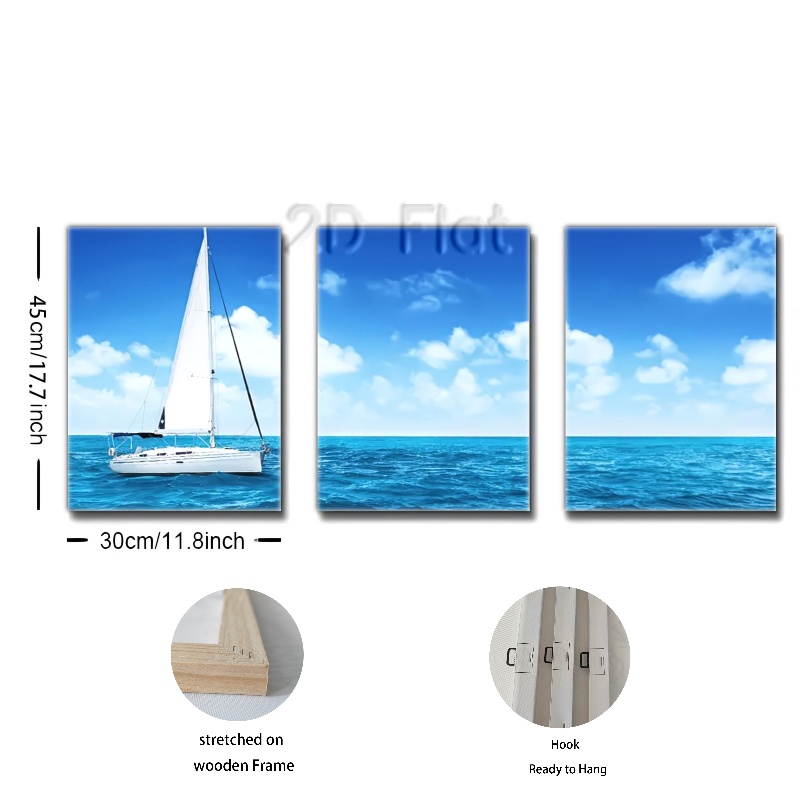 2D Flat
45cm/17.7inch
30cm/11.8inch
stretched on
wooden Frame
Hook
Ready to Hang